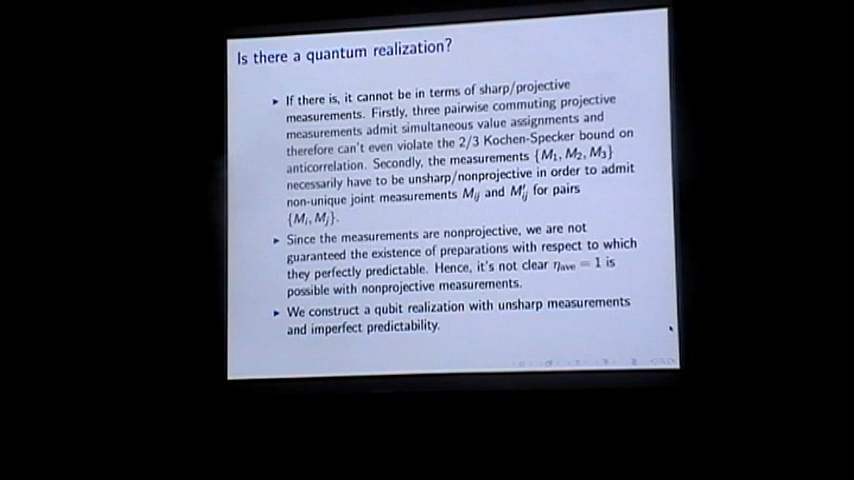 Is there a quantum realization?
▸ If there is, it cannot be in terms of sharp/projective
measurements. Firstly, three pairwise commuting projective
measurements admit simultaneous value assignments and
therefore can't even violate the 2/3 Kochen-Specker bound on
anticorrelation. Secondly, the measurements {M₁, M₂, M₃}
necessarily have to be unsharp/nonprojective in order to admit
non-unique joint measurements Mᵢⱼ and M′ᵢⱼ for pairs
{Mᵢ, Mⱼ}.
▸ Since the measurements are nonprojective, we are not
guaranteed the existence of preparations with respect to which
they perfectly predictable. Hence, it's not clear ηₐᵥₑ = 1 is
possible with nonprojective measurements.
▸ We construct a qubit realization with unsharp measurements
and imperfect predictability.